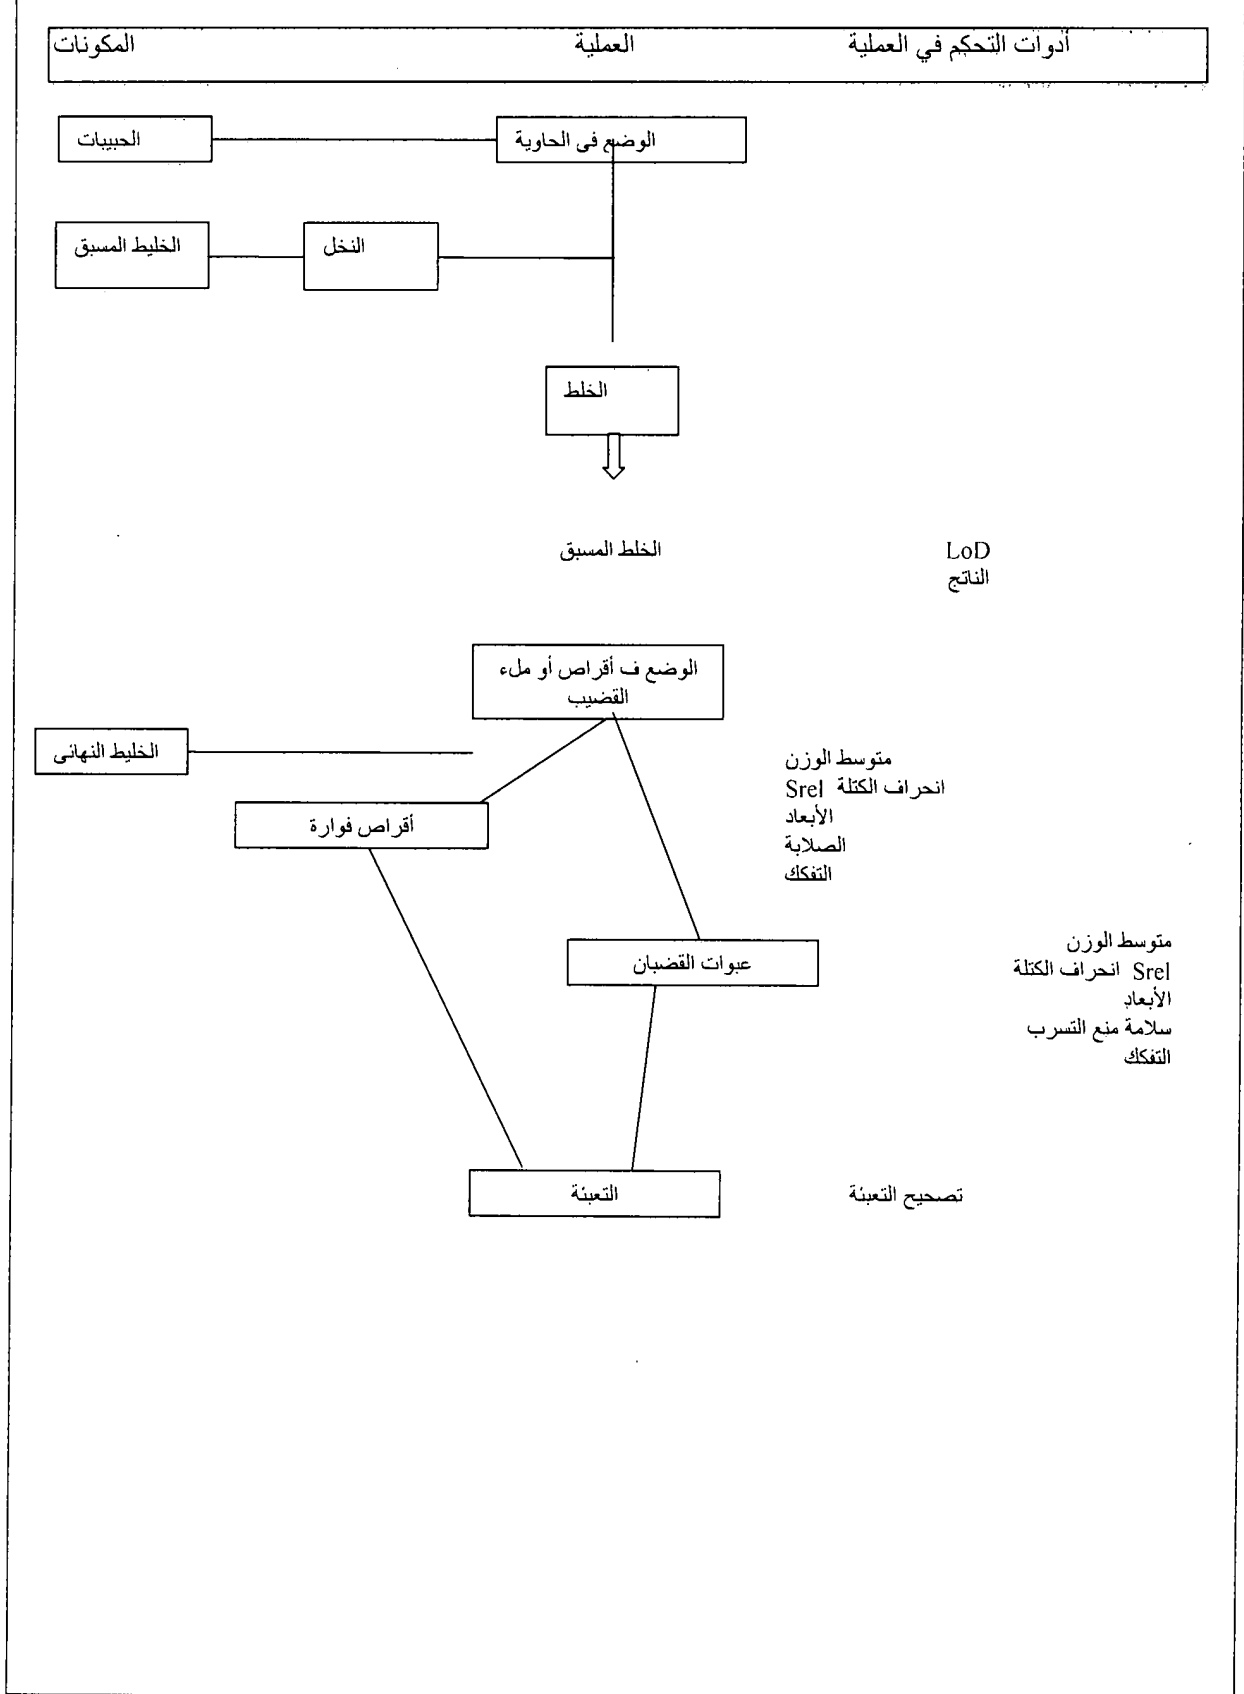 أدوات التحكم في العملية
العملية
المكونات
الوضع في الحاوية
الحبيبات
النخل
الخليط المسبق
الخلط
الخلط المسبق
LoD
الناتج
الوضع ف أقراص أو ملء
القضيب
الخليط النهائى
متوسط الوزن
انحراف الكتلة Srel
الأبعاد
الصلابة
التفكك
أقراص فوارة
عبوات القضبان
متوسط الوزن
Srel انحراف الكتلة
الأبعاد
سلامة منع التسرب
التفكك
التعبئة
تصحيح التعبئة